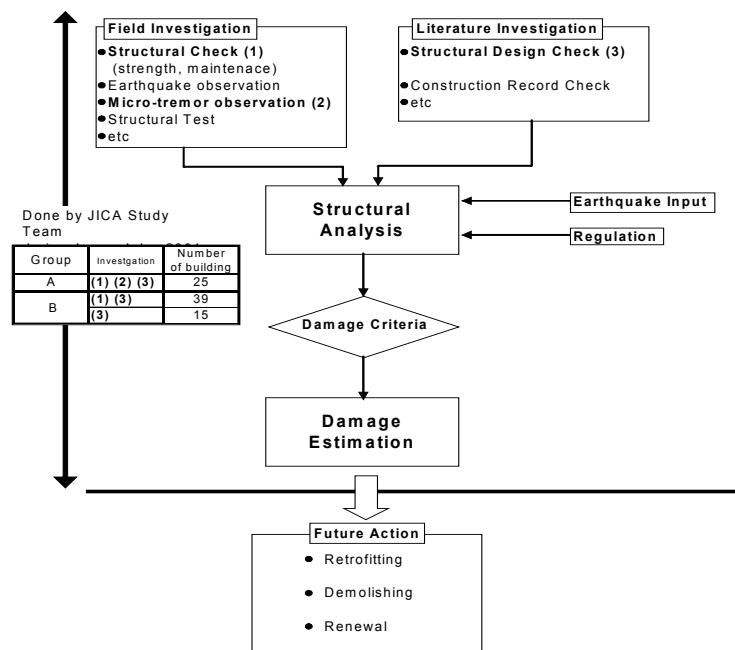 Field Investigation
● Structural Check (1)
(strength, maintenace)
● Earthquake observation
● Micro-tremor observation (2)
● Structural Test
● etc
Literature Investigation
● Structural Design Check (3)
● Construction Record Check
● etc
Structural
Analysis
Earthquake Input
Regulation
Done by JICA Study
Team
Group Investgation Number
of building
A (1) (2) (3) 25
B (1) (3) 39
(3) 15
Damage Criteria
Damage
Estimation
Future Action
● Retrofitting
● Demolishing
● Renewal